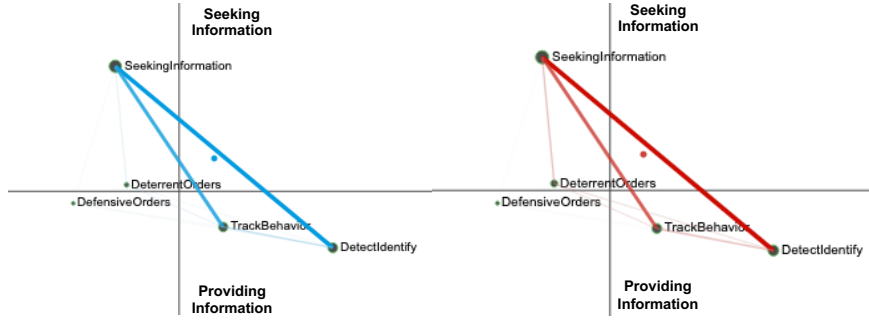 Seeking
Information
SeekingInformation
DeterrentOrders
DefensiveOrders
TrackBehavior
DetectIdentify
Providing
Information
Seeking
Information
SeekingInformation
DeterrentOrders
DefensiveOrders
TrackBehavior
DetectIdentify
Providing
Information